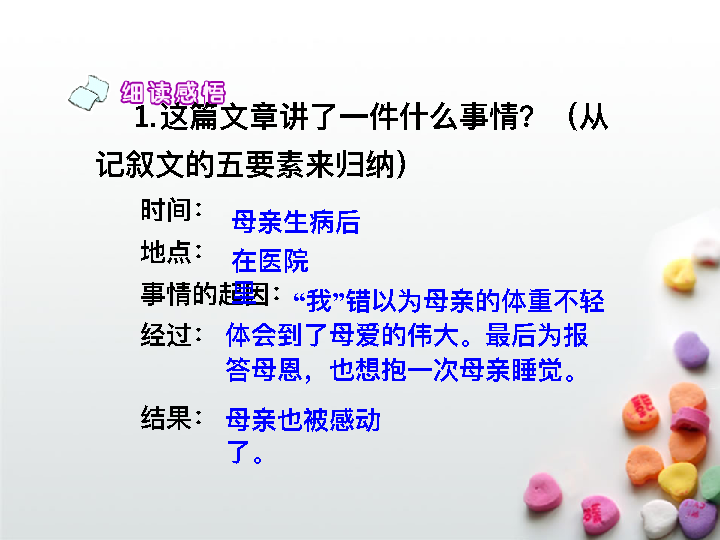 细读感悟
1.这篇文章讲了一件什么事情？（从
记叙文的五要素来归纳）
时间：
母亲生病后
地点：
在医院
里
事情的起因：
“我”错以为母亲的体重不轻
经过：
体会到了母爱的伟大。最后为报
答母恩，也想抱一次母亲睡觉。
结果：
母亲也被感动
了。